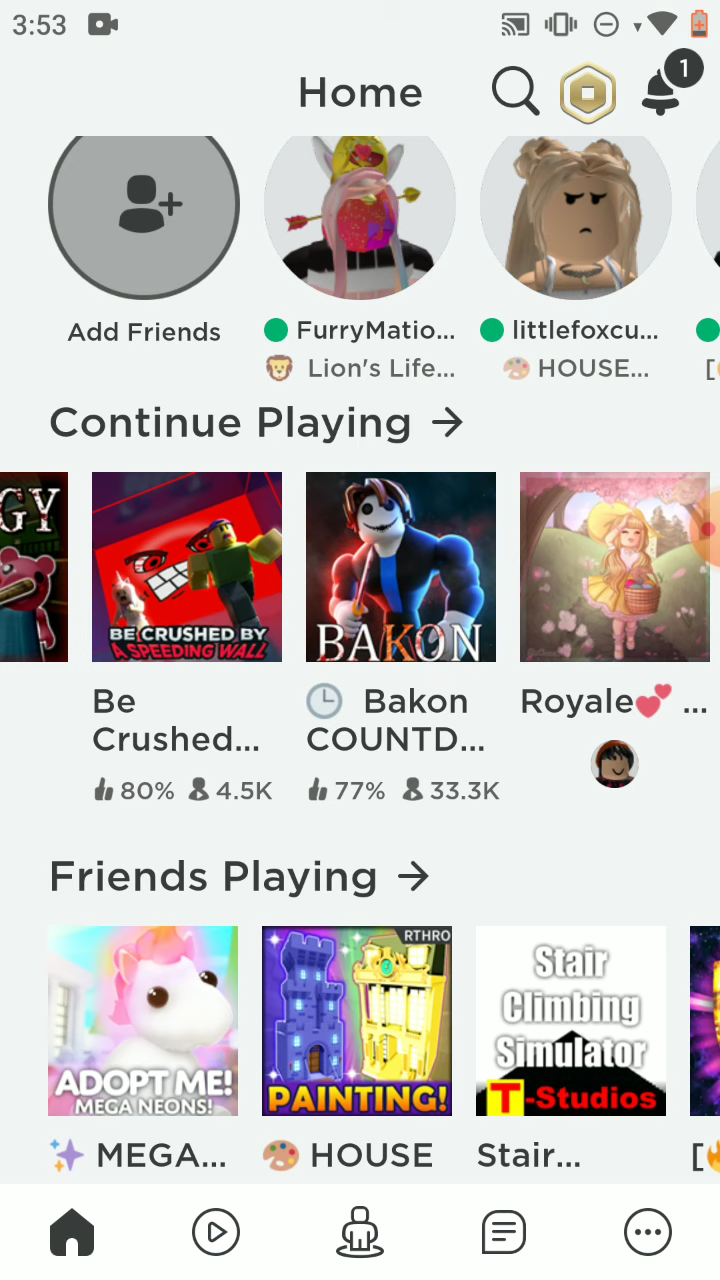 3:53
Home
1
Add Friends
FurryMatio...
littlefoxcu...
Lion's Life...
HOUSE...
[
Continue Playing →
GY
BE CRUSHED BY
A SPEEDING WALL
BAKON
Be
Crushed...
Bakon
COUNTD...
Royale💕 ...
80% 4.5K
77% 33.3K
Friends Playing →
ADOPT ME!
MEGA NEONS!
RTHRO
PAINTING!
Stair
Climbing
Simulator
T-Studios
✨ MEGA...
🎨 HOUSE
Stair...
[🔥